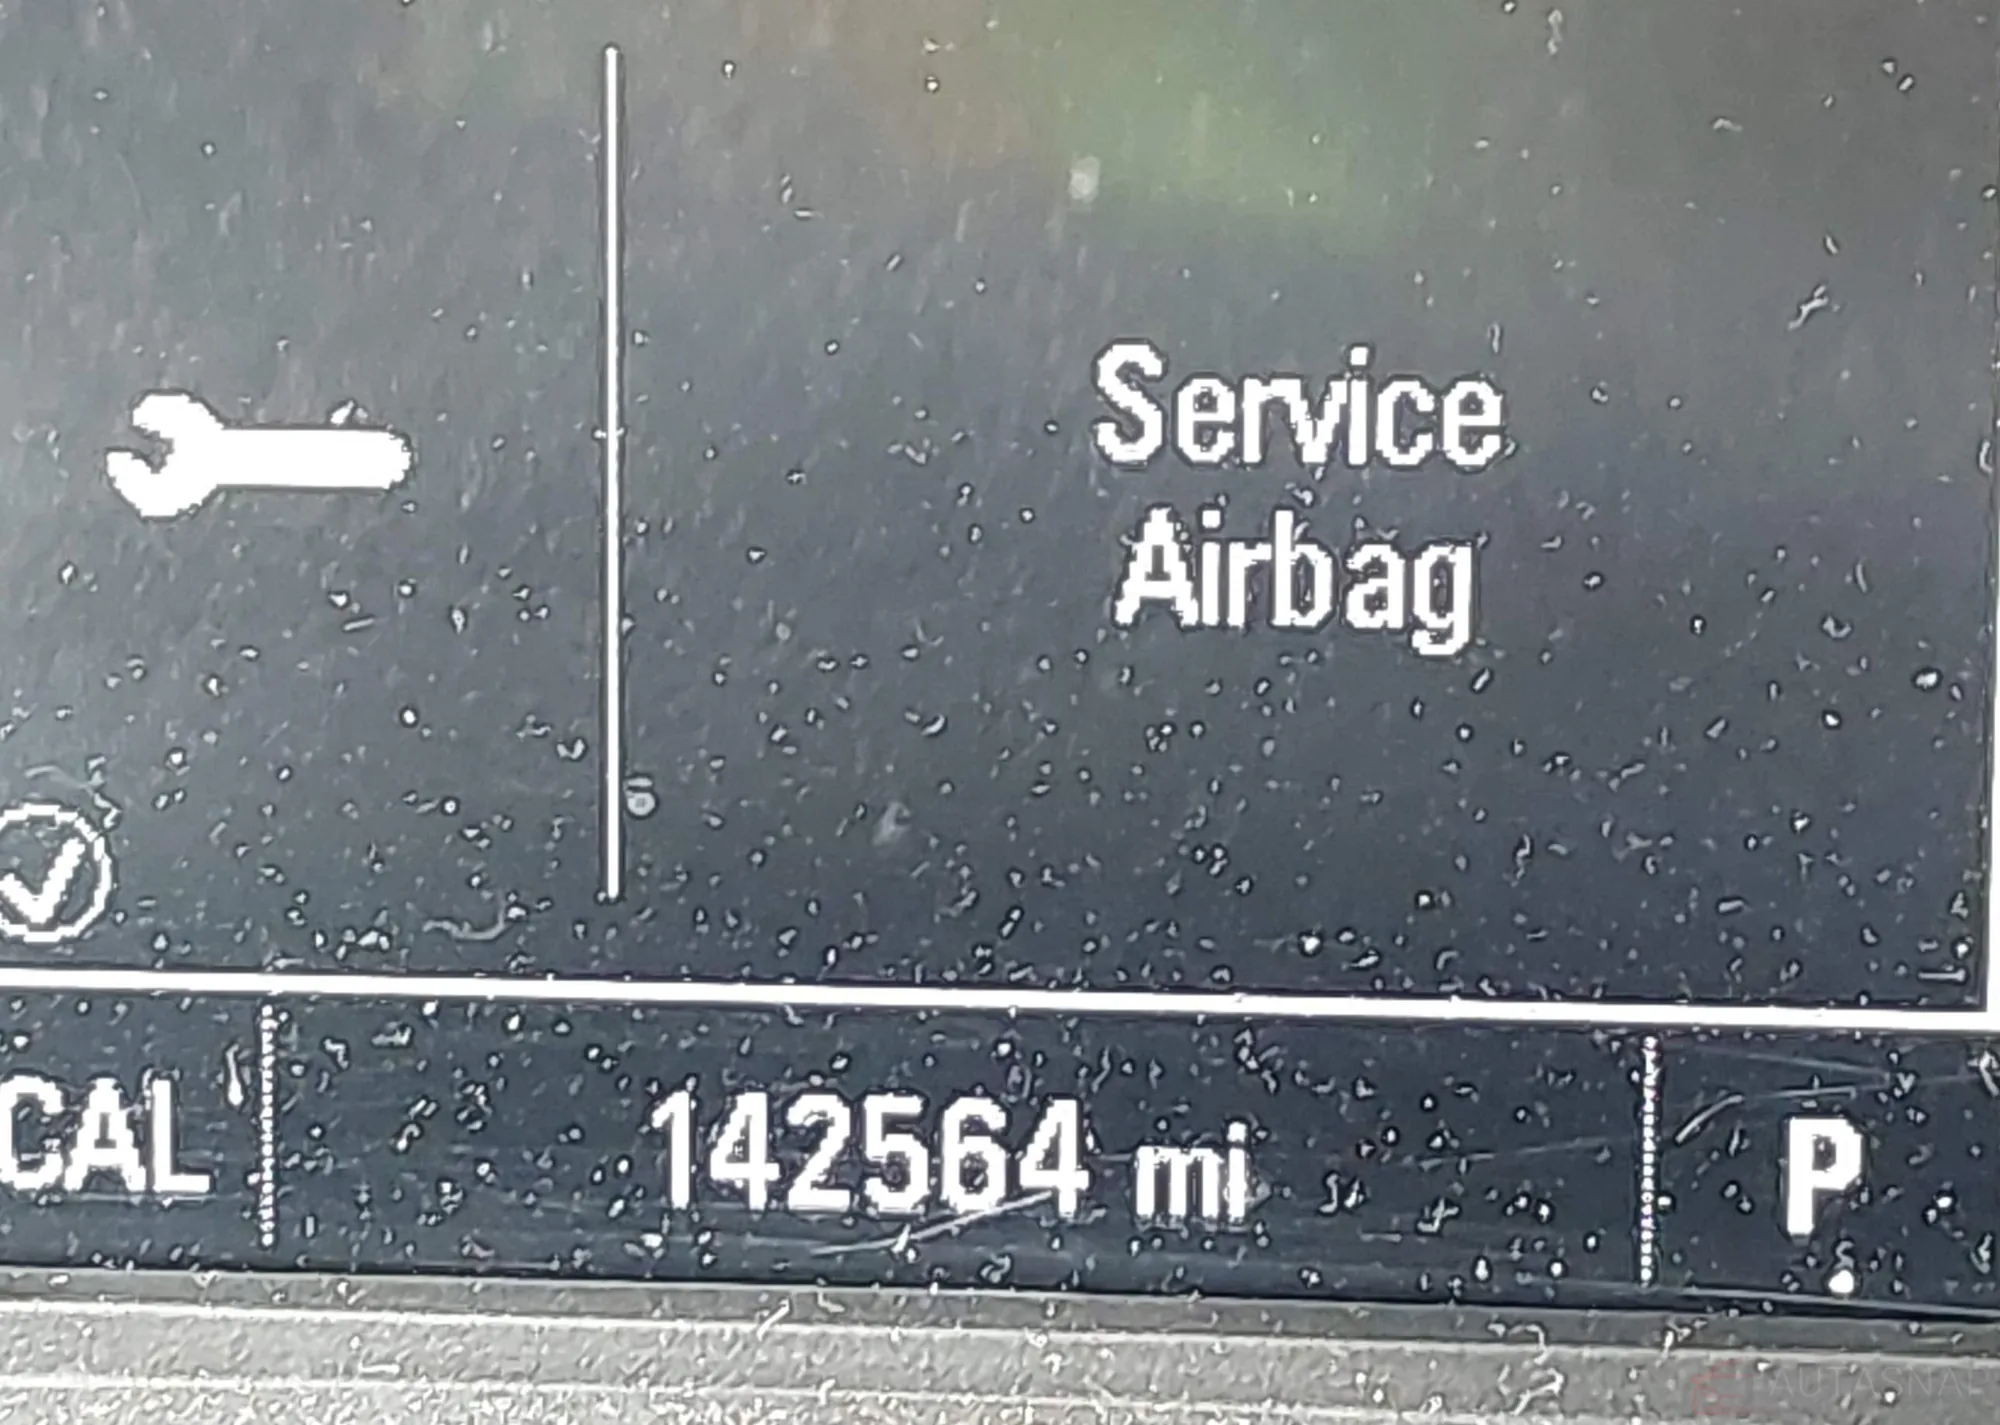 Service
Airbag
CAL
142564 mi
P